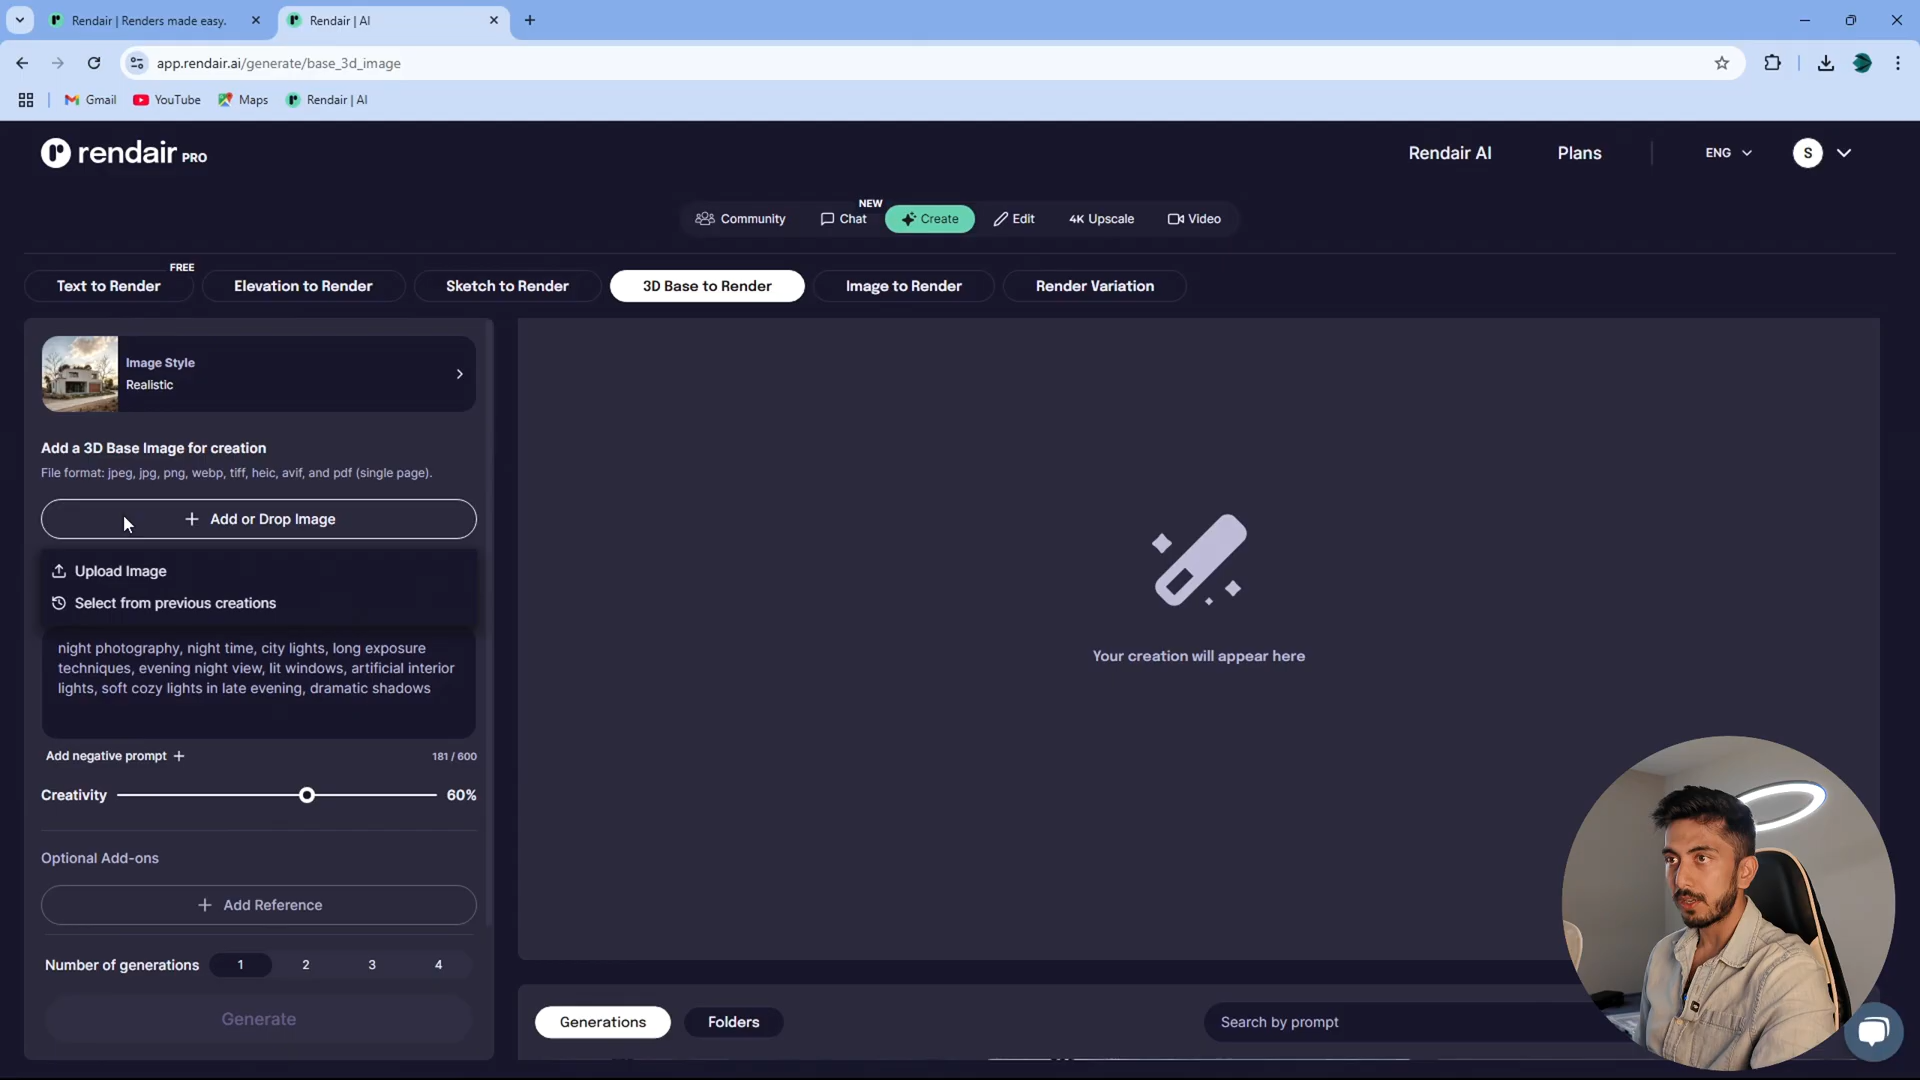 Rendair | Renders made easy.
Rendair | AI
app.rendair.ai/generate/base_3d_image
Gmail
YouTube
Maps
Rendair | AI
rendair PRO
Rendair AI
Plans
ENG
S
Community
NEW
Chat
Create
Edit
4K Upscale
Video
FREE
Text to Render
Elevation to Render
Sketch to Render
3D Base to Render
Image to Render
Render Variation
Image Style
Realistic
Add a 3D Base Image for creation
File format: jpeg, jpg, png, webp, tiff, heic, avif, and pdf (single page).
+ Add or Drop Image
Upload Image
Select from previous creations
night photography, night time, city lights, long exposure
techniques, evening night view, lit windows, artificial interior
lights, soft cozy lights in late evening, dramatic shadows
Add negative prompt +
181 / 600
Creativity
60%
Optional Add-ons
+ Add Reference
Number of generations 1 2 3 4
Generate
Your creation will appear here
Generations
Folders
Search by prompt